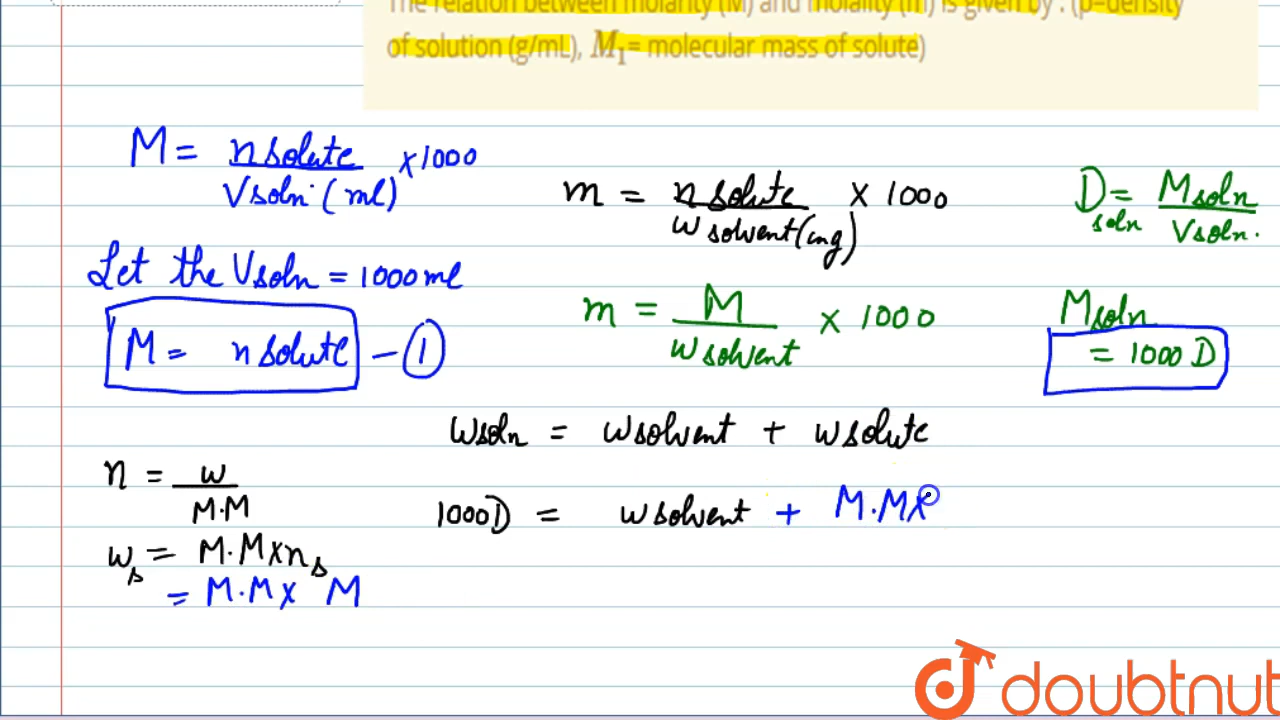 The relation between molarity (M) and molality (m) is given by : (ρ=density
of solution (g/mL), M₁= molecular mass of solute)
M = n solute / V soln. (ml) × 1000
m = n solute / w solvent (in g) × 1000
D soln = M soln / V soln.
Let the V soln = 1000 ml
m = M / w solvent × 1000
M soln
= 1000 D
M = n solute - ①
w soln = w solvent + w solute
n = w / M.M
1000D = w solvent + M.M×
w s = M.M × n s
= M.M × M
doubtnut